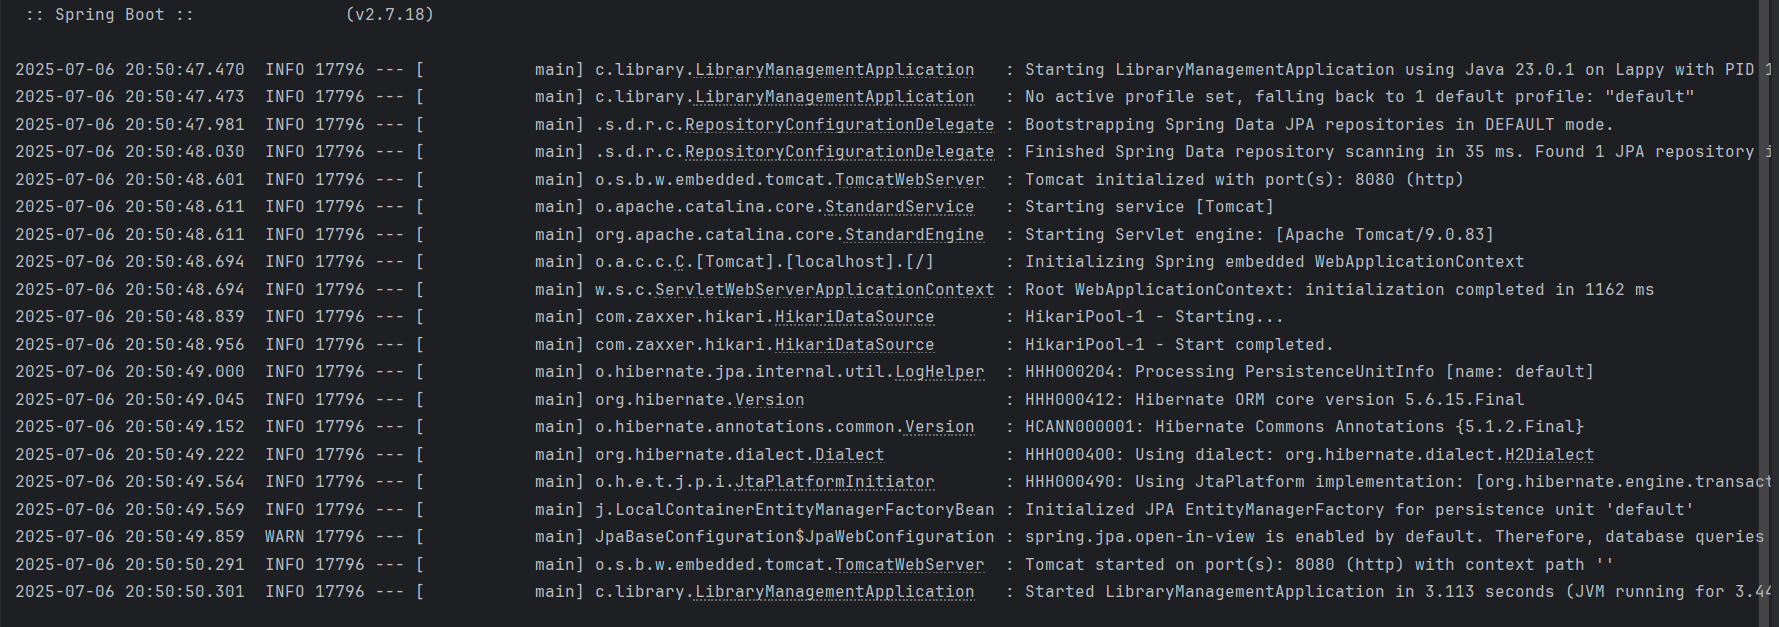 :: Spring Boot ::               (v2.7.18)
2025-07-06 20:50:47.470  INFO 17796 --- [           main] c.library.LibraryManagementApplication   : Starting LibraryManagementApplication using Java 23.0.1 on Lappy with PID 1
2025-07-06 20:50:47.473  INFO 17796 --- [           main] c.library.LibraryManagementApplication   : No active profile set, falling back to 1 default profile: "default"
2025-07-06 20:50:47.981  INFO 17796 --- [           main] .s.d.r.c.RepositoryConfigurationDelegate : Bootstrapping Spring Data JPA repositories in DEFAULT mode.
2025-07-06 20:50:48.030  INFO 17796 --- [           main] .s.d.r.c.RepositoryConfigurationDelegate : Finished Spring Data repository scanning in 35 ms. Found 1 JPA repository i
2025-07-06 20:50:48.601  INFO 17796 --- [           main] o.s.b.w.embedded.tomcat.TomcatWebServer  : Tomcat initialized with port(s): 8080 (http)
2025-07-06 20:50:48.611  INFO 17796 --- [           main] o.apache.catalina.core.StandardService   : Starting service [Tomcat]
2025-07-06 20:50:48.611  INFO 17796 --- [           main] org.apache.catalina.core.StandardEngine  : Starting Servlet engine: [Apache Tomcat/9.0.83]
2025-07-06 20:50:48.694  INFO 17796 --- [           main] o.a.c.c.C.[Tomcat].[localhost].[/]       : Initializing Spring embedded WebApplicationContext
2025-07-06 20:50:48.694  INFO 17796 --- [           main] w.s.c.ServletWebServerApplicationContext : Root WebApplicationContext: initialization completed in 1162 ms
2025-07-06 20:50:48.839  INFO 17796 --- [           main] com.zaxxer.hikari.HikariDataSource       : HikariPool-1 - Starting...
2025-07-06 20:50:48.956  INFO 17796 --- [           main] com.zaxxer.hikari.HikariDataSource       : HikariPool-1 - Start completed.
2025-07-06 20:50:49.000  INFO 17796 --- [           main] o.hibernate.jpa.internal.util.LogHelper  : HHH000204: Processing PersistenceUnitInfo [name: default]
2025-07-06 20:50:49.045  INFO 17796 --- [           main] org.hibernate.Version                    : HHH000412: Hibernate ORM core version 5.6.15.Final
2025-07-06 20:50:49.152  INFO 17796 --- [           main] o.hibernate.annotations.common.Version   : HCANN000001: Hibernate Commons Annotations {5.1.2.Final}
2025-07-06 20:50:49.222  INFO 17796 --- [           main] org.hibernate.dialect.Dialect            : HHH000400: Using dialect: org.hibernate.dialect.H2Dialect
2025-07-06 20:50:49.564  INFO 17796 --- [           main] o.h.e.t.j.p.i.JtaPlatformInitiator       : HHH000490: Using JtaPlatform implementation: [org.hibernate.engine.transact
2025-07-06 20:50:49.569  INFO 17796 --- [           main] j.LocalContainerEntityManagerFactoryBean : Initialized JPA EntityManagerFactory for persistence unit 'default'
2025-07-06 20:50:49.859  WARN 17796 --- [           main] JpaBaseConfiguration$JpaWebConfiguration : spring.jpa.open-in-view is enabled by default. Therefore, database queries
2025-07-06 20:50:50.291  INFO 17796 --- [           main] o.s.b.w.embedded.tomcat.TomcatWebServer  : Tomcat started on port(s): 8080 (http) with context path ''
2025-07-06 20:50:50.301  INFO 17796 --- [           main] c.library.LibraryManagementApplication   : Started LibraryManagementApplication in 3.113 seconds (JVM running for 3.44